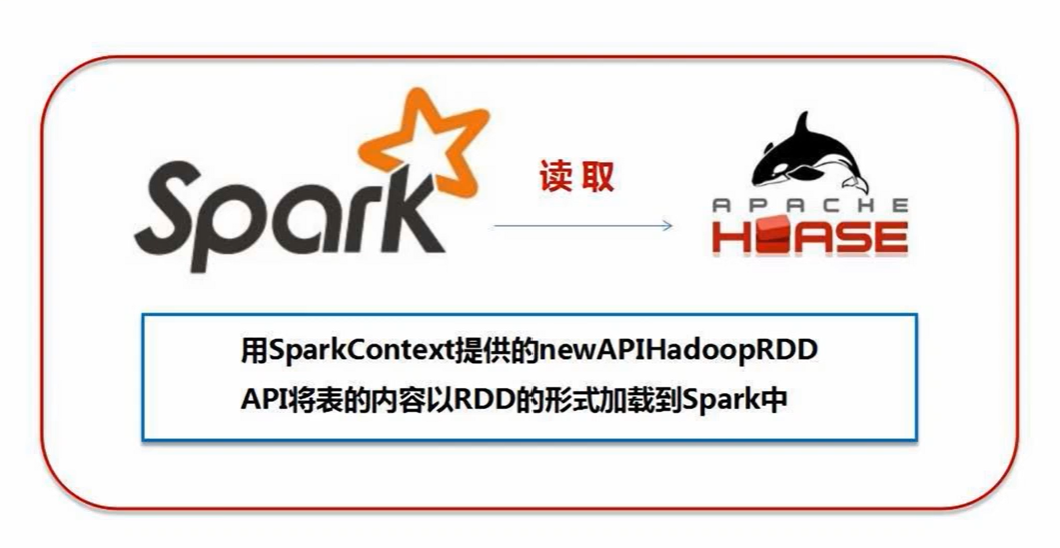 Spark
读取
APACHE
HBASE
用SparkContext提供的newAPIHadoopRDD
API将表的内容以RDD的形式加载到Spark中